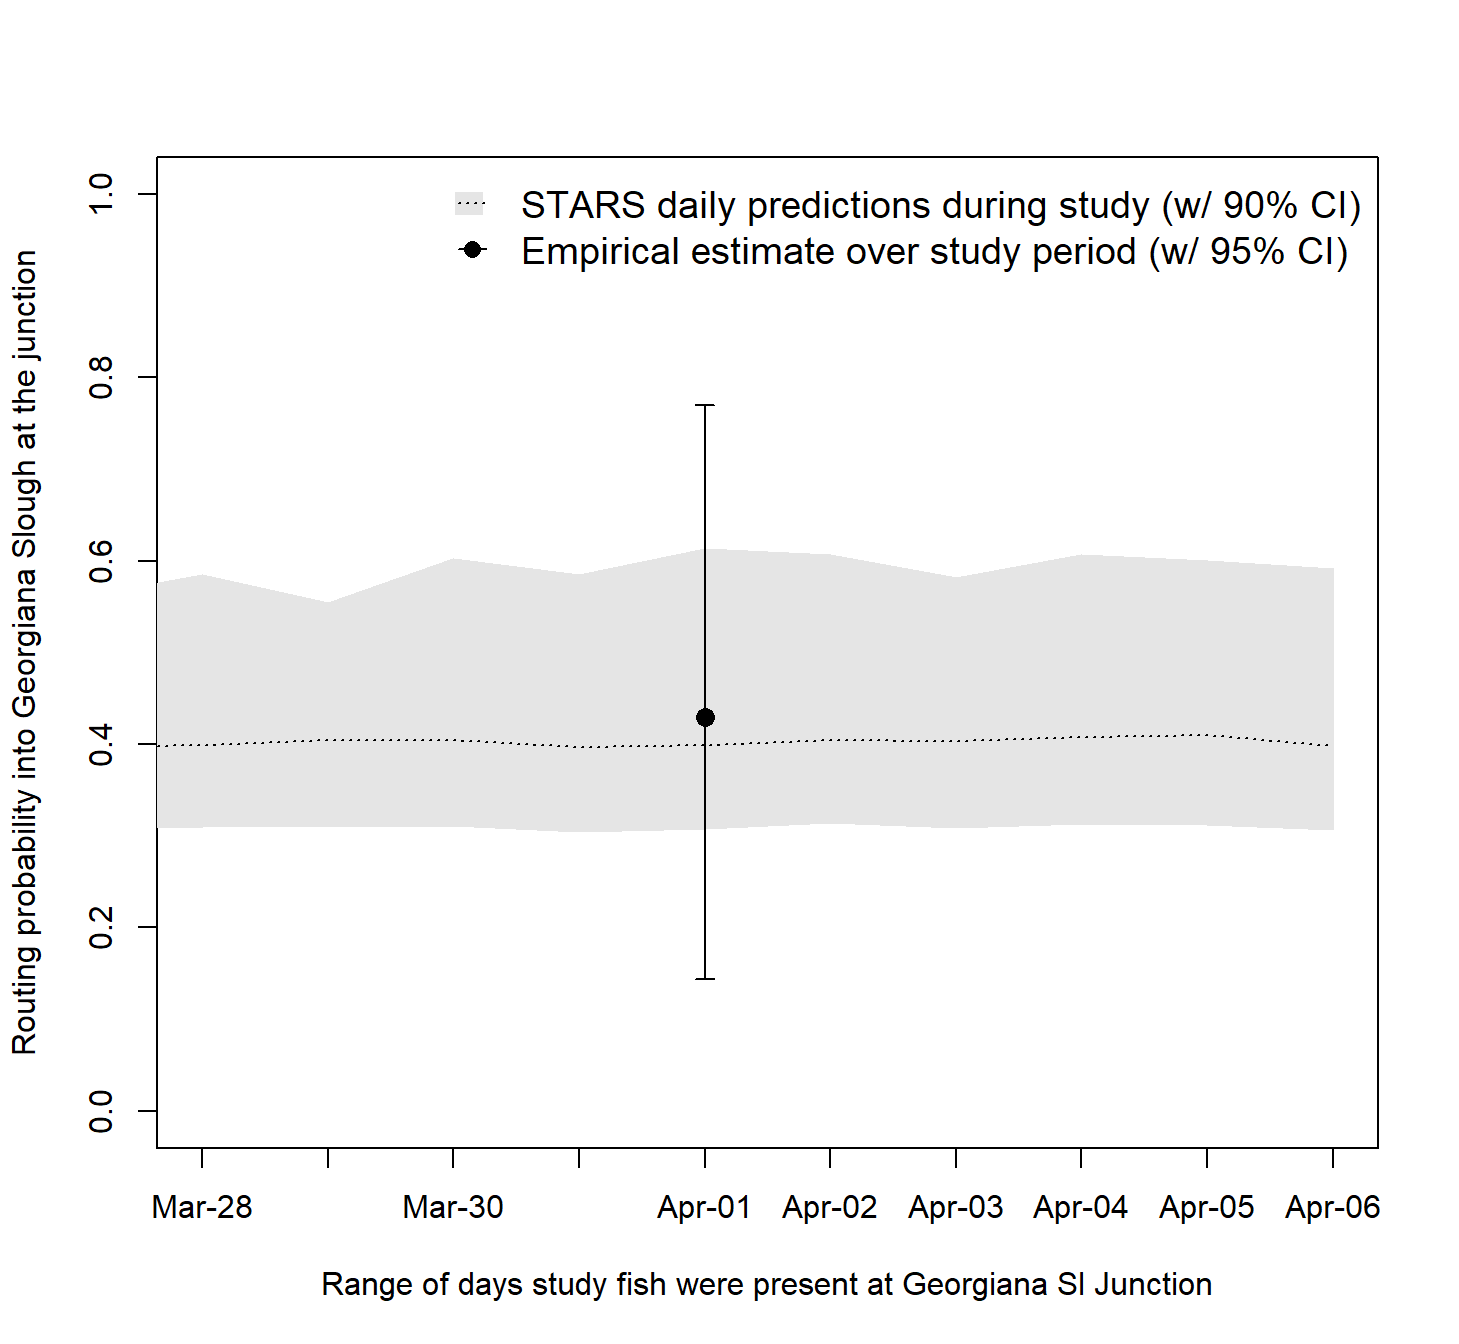 STARS daily predictions during study (w/ 90% CI)
Empirical estimate over study period (w/ 95% CI)
Routing probability into Georgiana Slough at the junction
1.0
0.8
0.6
0.4
0.2
0.0
Mar-28 Mar-30 Apr-01 Apr-02 Apr-03 Apr-04 Apr-05 Apr-06
Range of days study fish were present at Georgiana Sl Junction